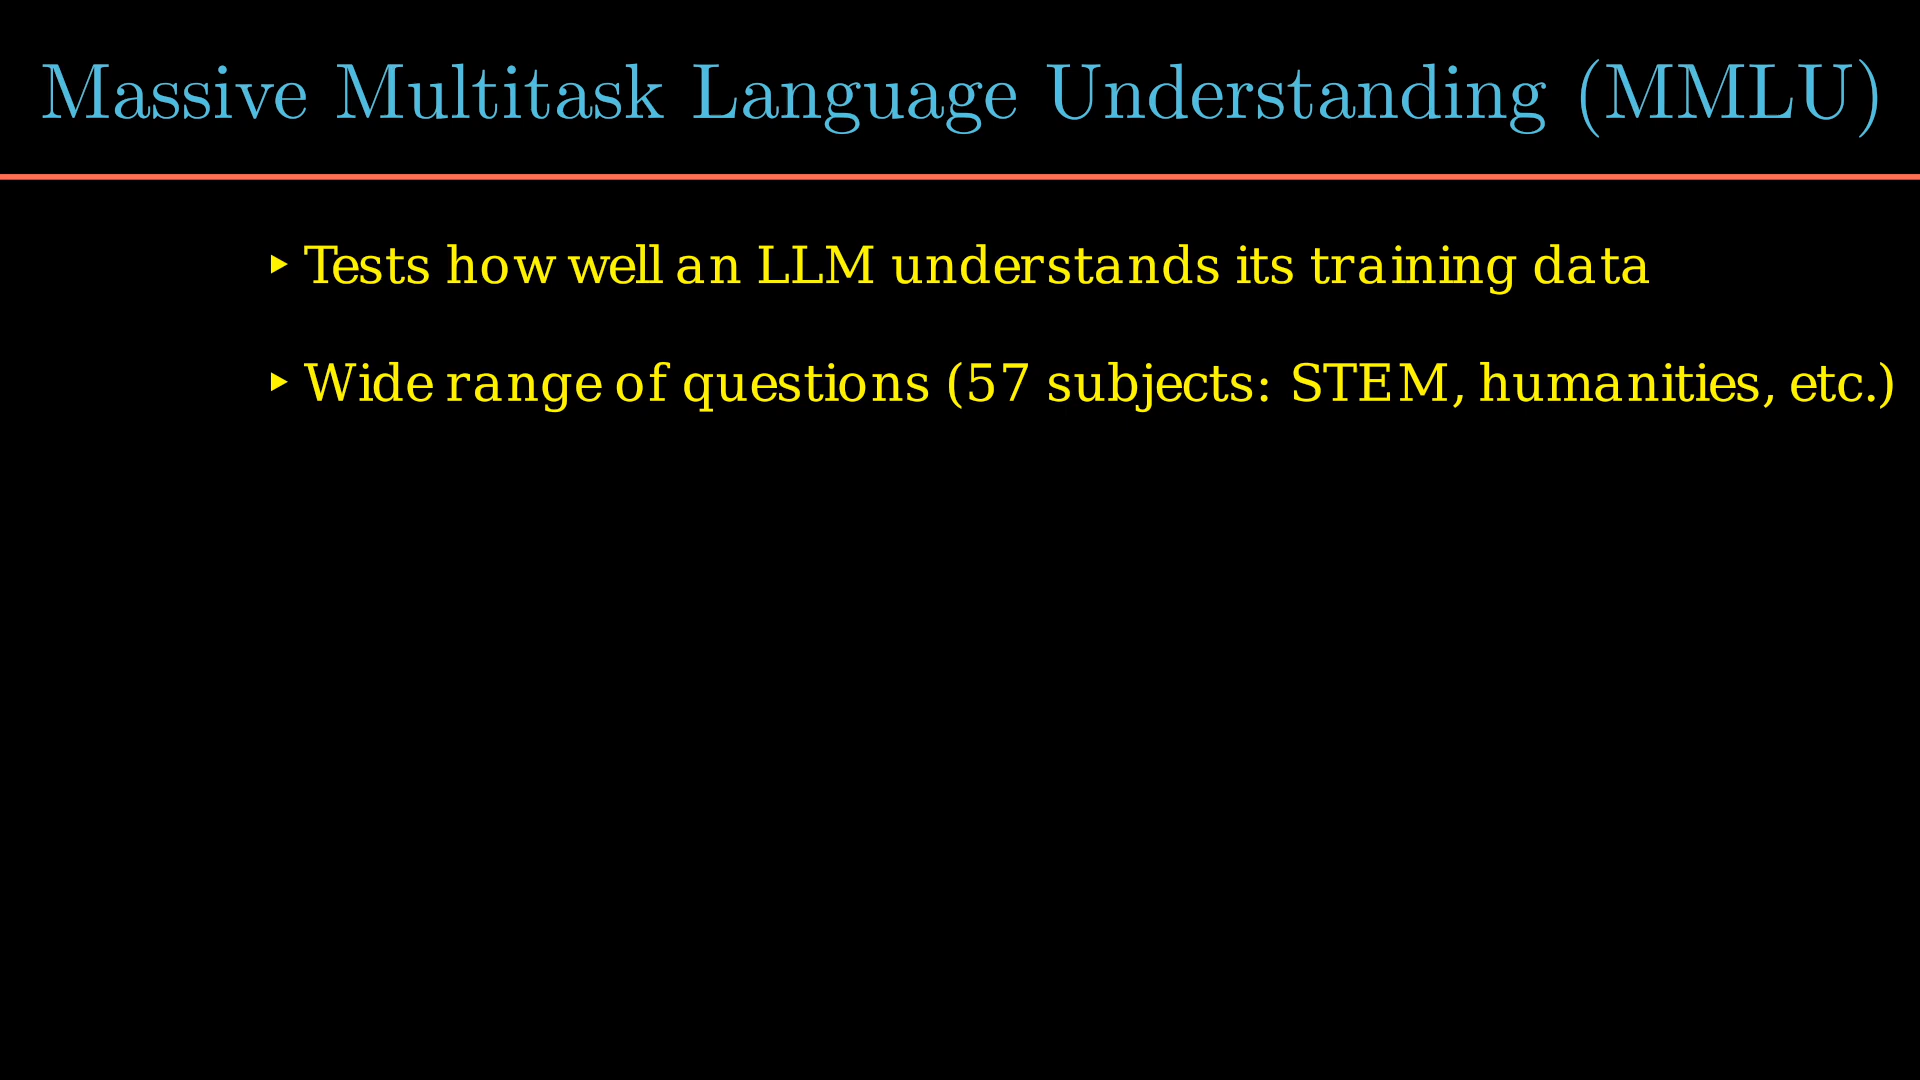 Massive Multitask Language Understanding (MMLU)
‣ Tests how well an LLM understands its training data
‣ Wide range of questions (57 subjects: STEM, humanities, etc.)